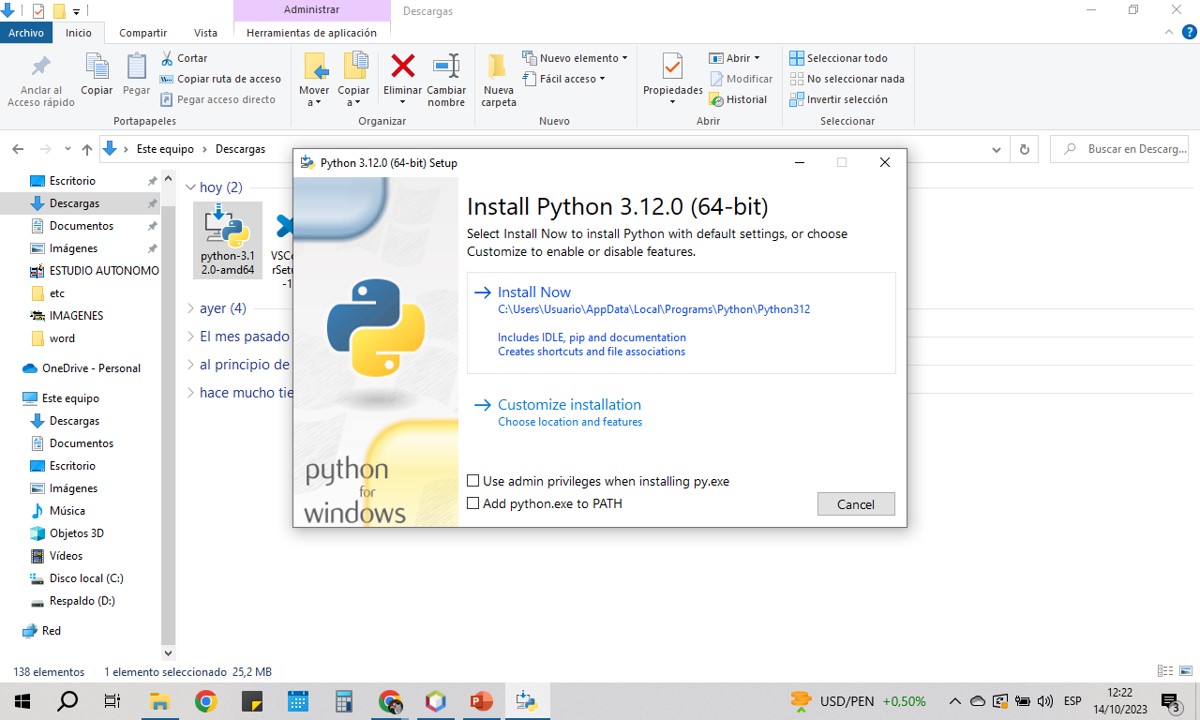 Administrar
Descargas
Archivo
Inicio
Compartir
Vista
Herramientas de aplicación
Anclar al
Acceso rápido
Copiar
Pegar
Cortar
Copiar ruta de acceso
Pegar acceso directo
Portapapeles
Mover
a
Copiar
a
Eliminar
Cambiar
nombre
Organizar
Nueva
carpeta
Nuevo elemento
Fácil acceso
Nuevo
Propiedades
Abrir
Modificar
Historial
Abrir
Seleccionar todo
No seleccionar nada
Invertir selección
Seleccionar
Este equipo
Descargas
Buscar en Descarg...
Escritorio
Descargas
Documentos
Imágenes
ESTUDIO AUTONOMO
etc
IMAGENES
word
OneDrive - Personal
Este equipo
Descargas
Documentos
Escritorio
Imágenes
Música
Objetos 3D
Vídeos
Disco local (C:)
Respaldo (D:)
Red
hoy (2)
python-3.1
2.0-amd64
VSCo
rSetu
-1
ayer (4)
El mes pasado
al principio de
hace mucho tie
Python 3.12.0 (64-bit) Setup
Install Python 3.12.0 (64-bit)
Select Install Now to install Python with default settings, or choose
Customize to enable or disable features.
Install Now
C:\Users\Usuario\AppData\Local\Programs\Python\Python312
Includes IDLE, pip and documentation
Creates shortcuts and file associations
Customize installation
Choose location and features
Use admin privileges when installing py.exe
Add python.exe to PATH
Cancel
python
for
windows
138 elementos
1 elemento seleccionado 25,2 MB
USD/PEN +0,50%
ESP
12:22
14/10/2023
3